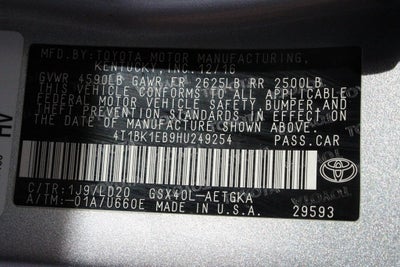 MFD BY: TOYOTA MOTOR MANUFACTURING,
KENTUCKY, INC. 12/16
GVWR 4590LB GAWR FR 2625LB RR 2500LB
THIS VEHICLE CONFORMS TO ALL APPLICABLE
FEDERAL MOTOR VEHICLE SAFETY, BUMPER, AND
THEFT PREVENTION STANDARDS IN EFFECT ON
THE DATE OF MANUFACTURE SHOWN ABOVE.
4T1BK1EB9HU249254 PASS.CAR
C/TR:1J9/LD20 GSX40L-AETGKA
A/TM:-01A/U660E MADE IN U.S.A. 29593
TOYOTA
HV